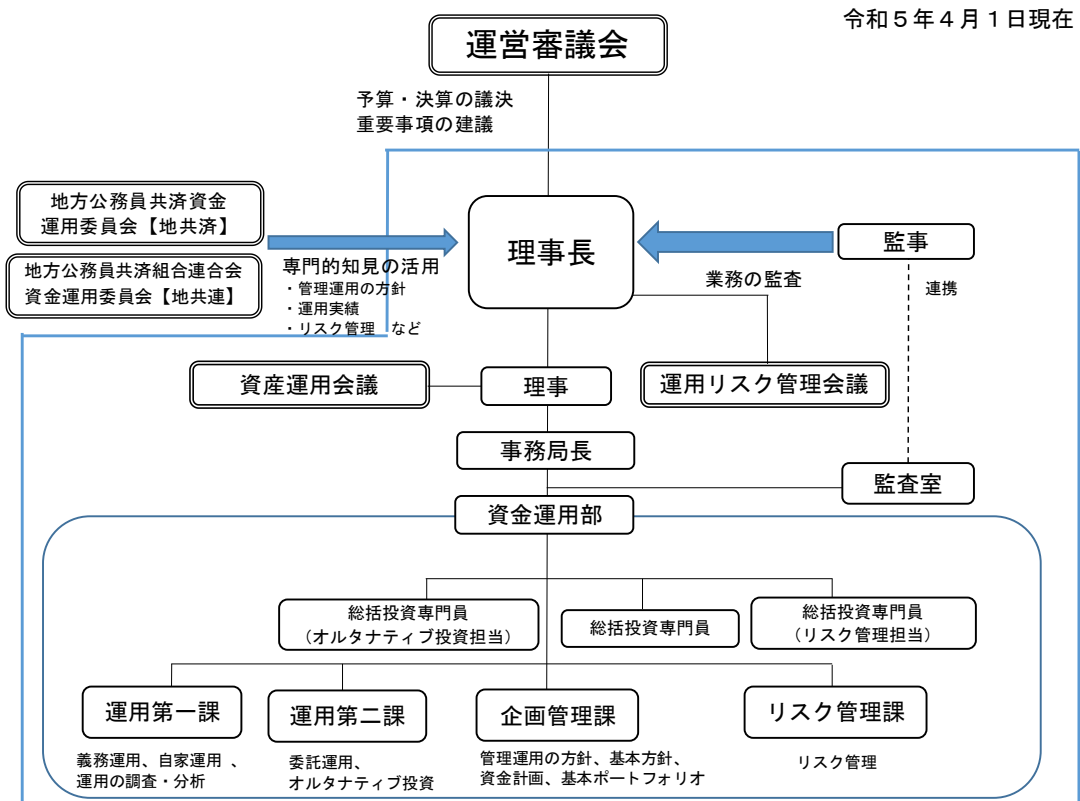 令和５年４月１日現在
運営審議会
予算・決算の議決
重要事項の建議
地方公務員共済資金
運用委員会【地共済】
地方公務員共済組合連合会
資金運用委員会【地共連】
専門的知見の活用
・管理運用の方針
・運用実績
・リスク管理　など
理事長
監事
業務の監査
連携
資産運用会議
理事
運用リスク管理会議
事務局長
監査室
資金運用部
総括投資専門員
（オルタナティブ投資担当）
総括投資専門員
総括投資専門員
（リスク管理担当）
運用第一課
運用第二課
企画管理課
リスク管理課
義務運用、自家運用 、
運用の調査・分析
委託運用、
オルタナティブ投資
管理運用の方針、基本方針、
資金計画、基本ポートフォリオ
リスク管理